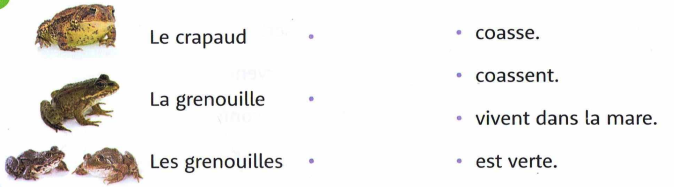 Le crapaud
La grenouille
Les grenouilles
coasse.
coassent.
vivent dans la mare.
est verte.